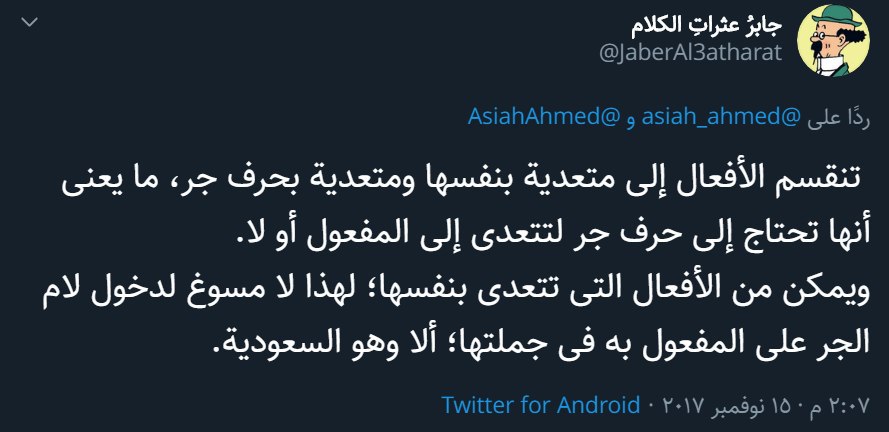 جابرُ عثراتِ الكلام
@JaberAl3atharat
ردًا على @asiah_ahmed و @AsiahAhmed
تنقسم الأفعال إلى متعدية بنفسها ومتعدية بحرف جر، ما يعنى
أنها تحتاج إلى حرف جر لتتعدى إلى المفعول أو لا.
ويمكن من الأفعال التى تتعدى بنفسها؛ لهذا لا مسوغ لدخول لام
الجر على المفعول به فى جملتها؛ ألا وهو السعودية.
٢:٠٧ م · ١٥ نوفمبر ٢٠١٧ · Twitter for Android